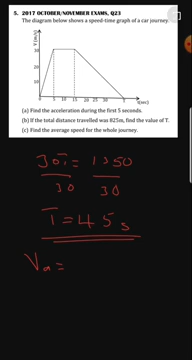 5. 2017 OCTOBER/NOVEMBER EXAMS, Q23
The diagram below shows a speed-time graph of a car journey.
V (m/s)
30
20
10
0 5 10 15 20 25 30 T t(sec)
(a) Find the acceleration during the first 5 seconds.
(b) If the total distance travelled was 825m, find the value of T.
(c) Find the average speed for the whole journey.
30T = 1350
30 30
T = 45s
Va =